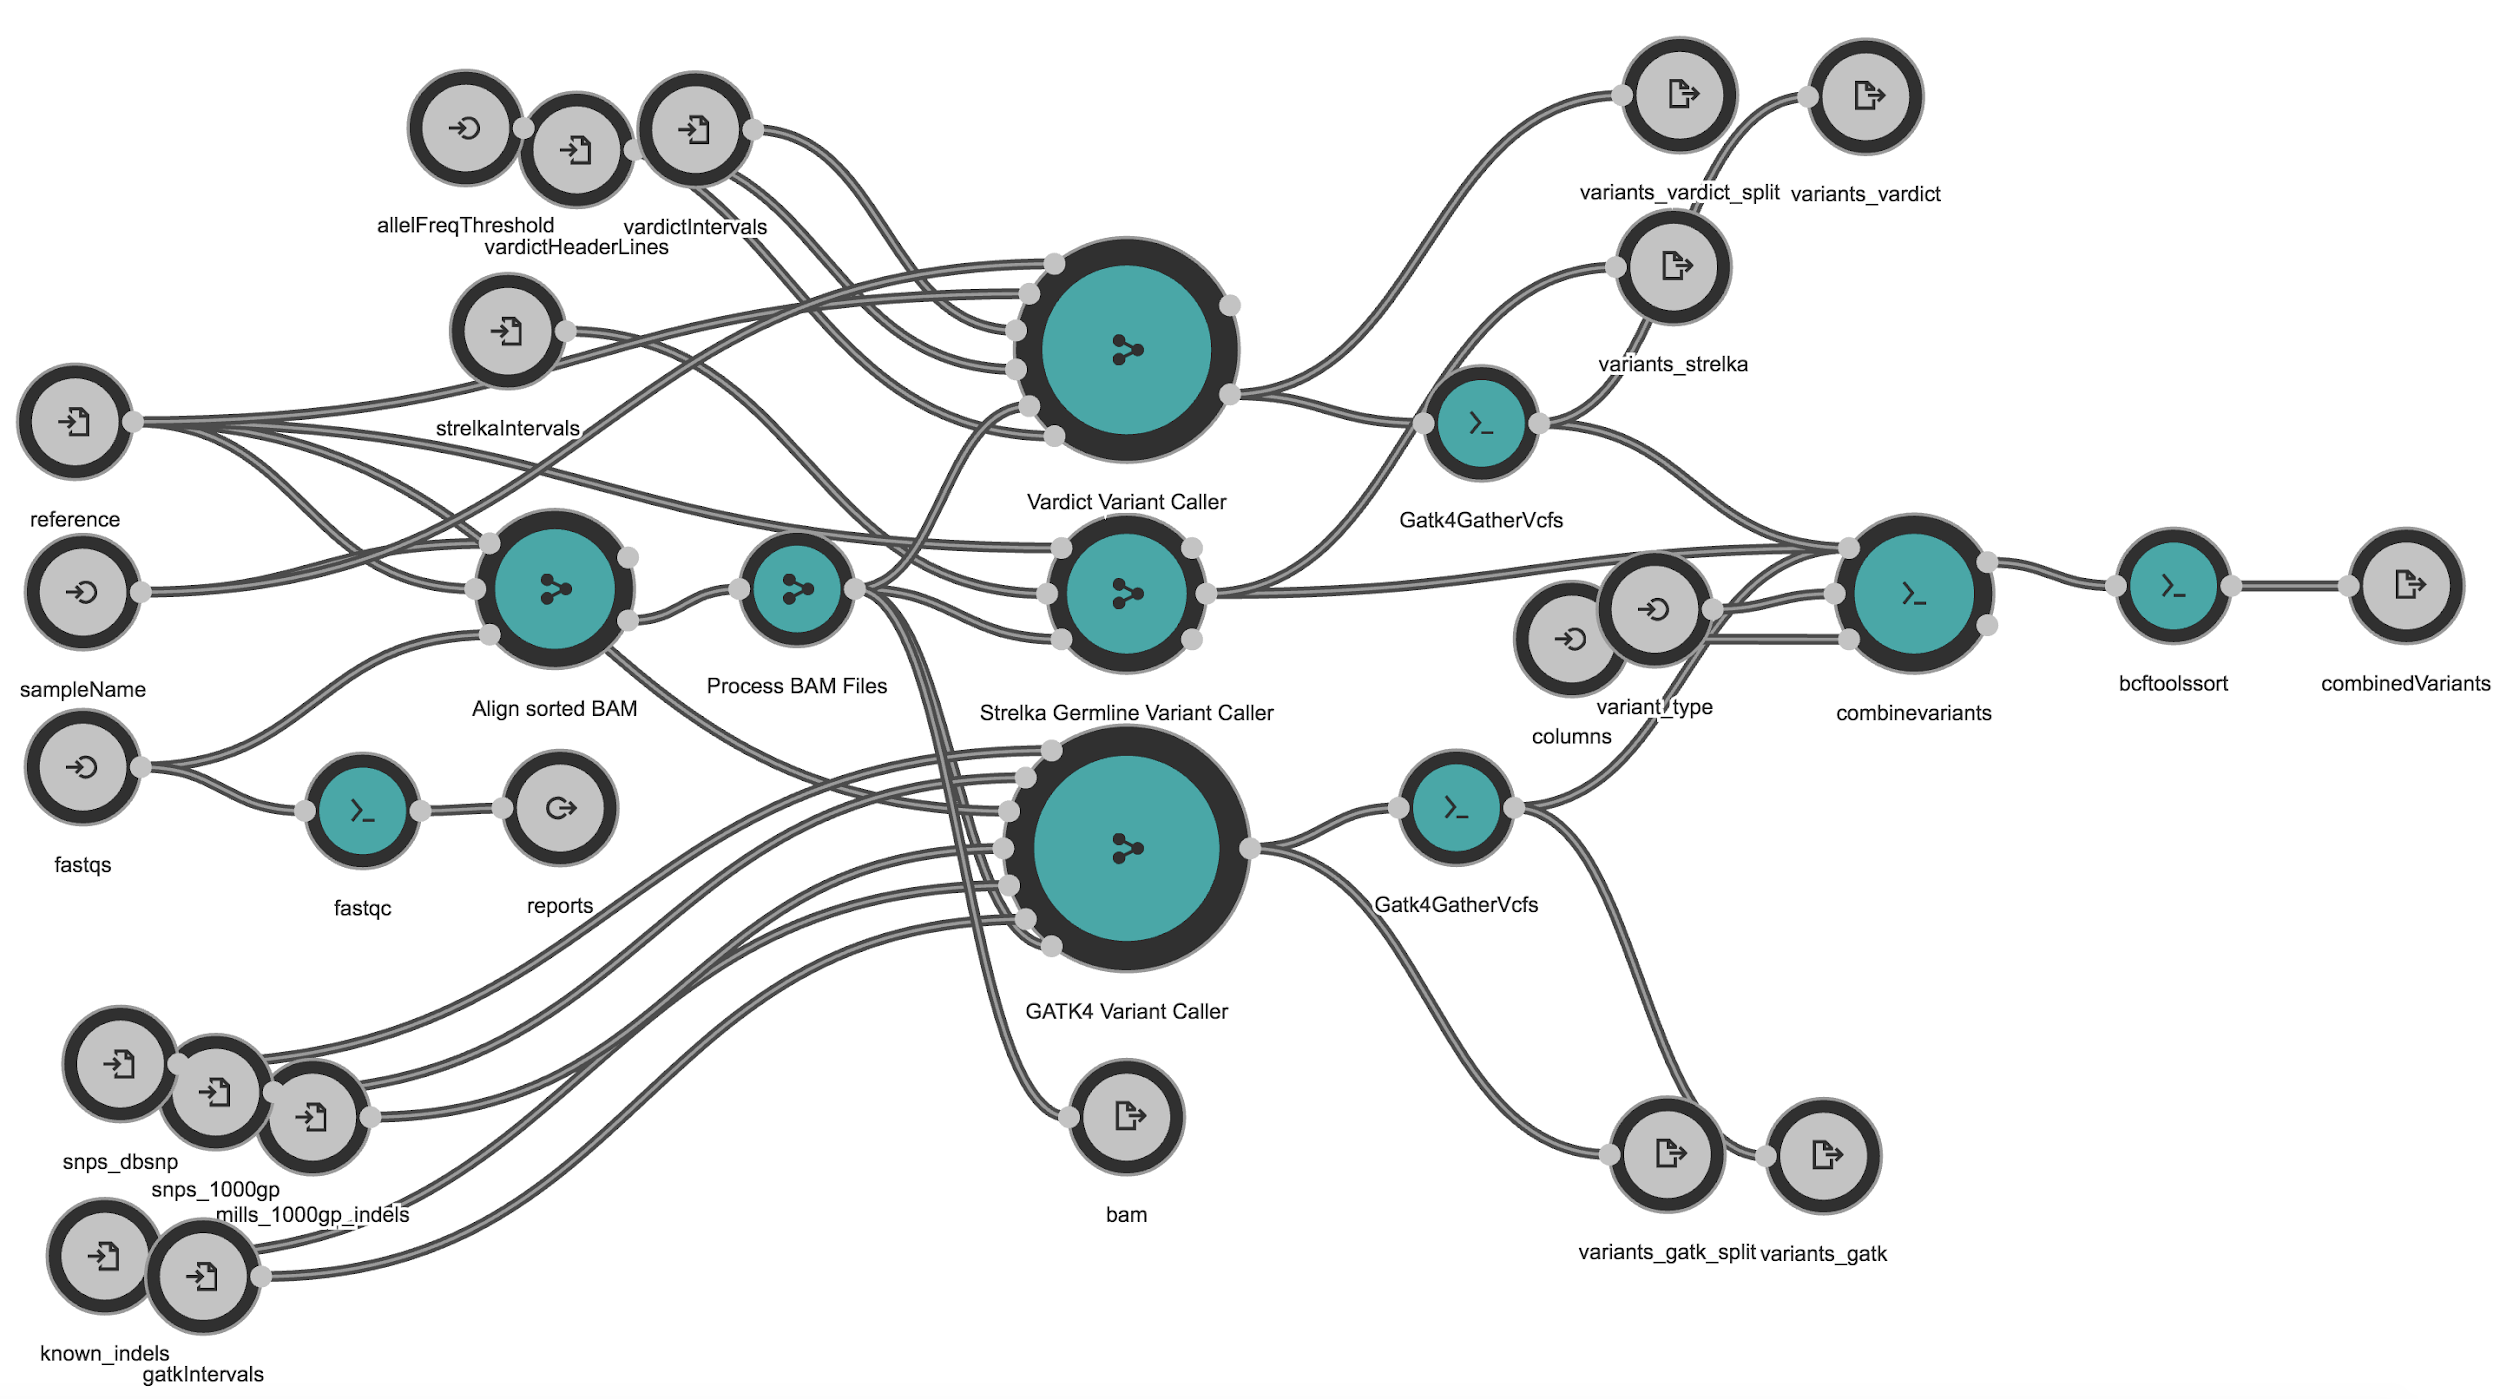 variants_vardict_split
variants_vardict
allelFreqThreshold
vardictIntervals
vardictHeaderLines
variants_strelka
strelkaIntervals
Vardict Variant Caller
reference
Gatk4GatherVcfs
sampleName
Process BAM Files
bcftoolssort
combinedVariants
Align sorted BAM
Strelka Germline Variant Caller
variant_type
combinevariants
columns
fastqs
fastqc
reports
Gatk4GatherVcfs
GATK4 Variant Caller
snps_dbsnp
snps_1000gp
mills_1000gp_indels
bam
variants_gatk_split
variants_gatk
known_indels
gatkIntervals